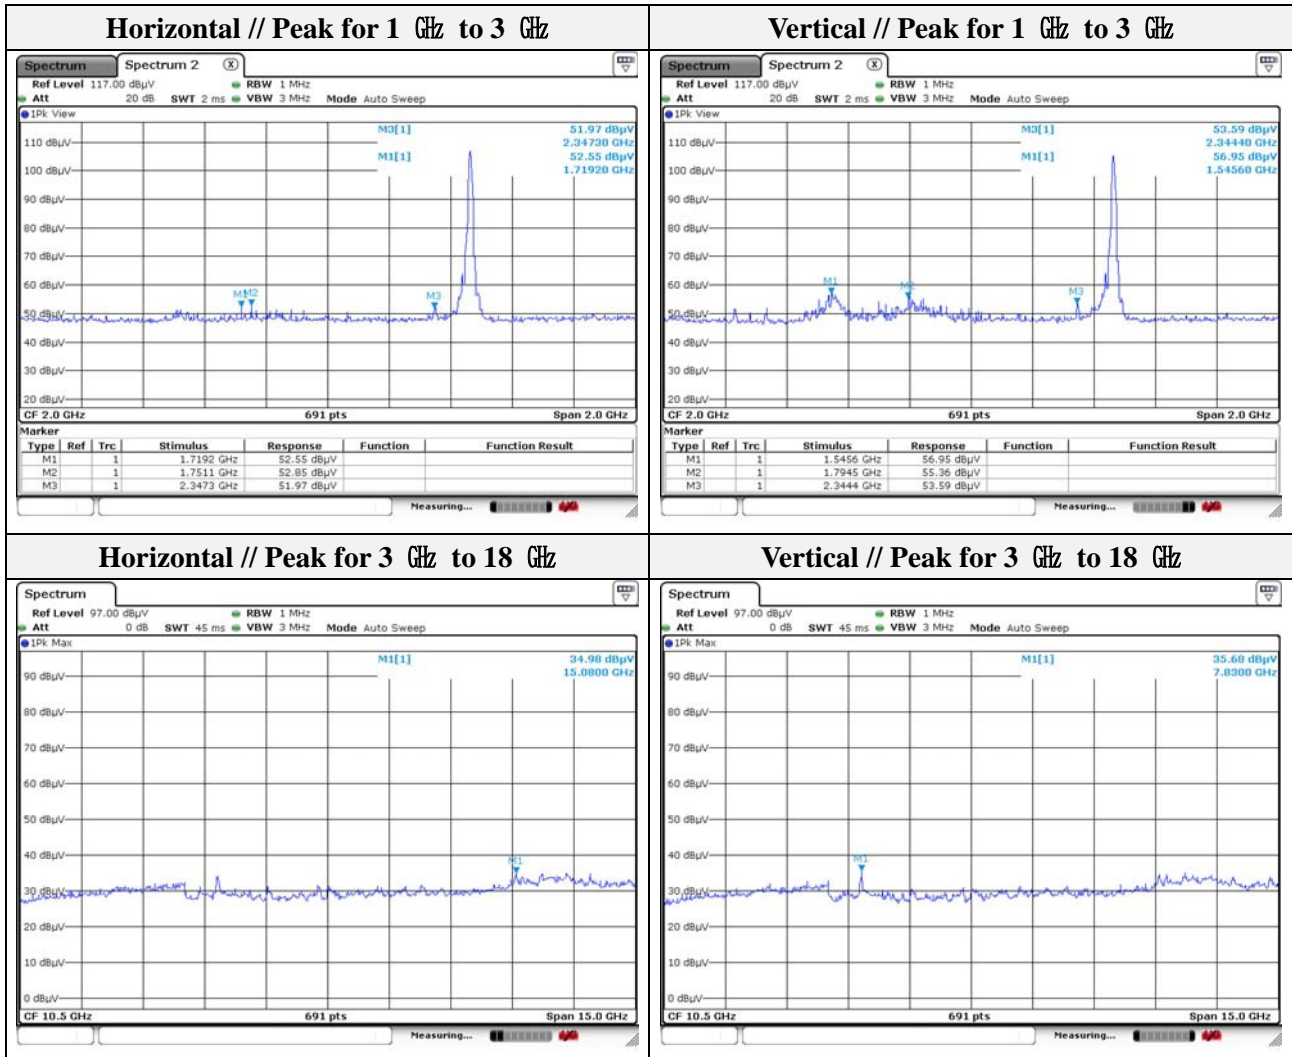 Horizontal // Peak for 1 ㎓ to 3 ㎓
Spectrum Spectrum 2 X
Ref Level 117.00 dBµV RBW 1 MHz
Att 20 dB SWT 2 ms VBW 3 MHz Mode Auto Sweep
1Pk View
M3[1] 51.97 dBµV
2.34730 GHz
M1[1] 52.55 dBµV
1.71920 GHz
110 dBµV
100 dBµV
90 dBµV
80 dBµV
70 dBµV
60 dBµV
M1 M2 M3
50 dBµV
40 dBµV
30 dBµV
20 dBµV
CF 2.0 GHz 691 pts Span 2.0 GHz
Marker
Type Ref Trc Stimulus Response Function Function Result
M1 1 1.7192 GHz 52.55 dBµV
M2 1 1.7511 GHz 52.85 dBµV
M3 1 2.3473 GHz 51.97 dBµV
Measuring...
Vertical // Peak for 1 ㎓ to 3 ㎓
Spectrum Spectrum 2 X
Ref Level 117.00 dBµV RBW 1 MHz
Att 20 dB SWT 2 ms VBW 3 MHz Mode Auto Sweep
1Pk View
M3[1] 53.59 dBµV
2.34440 GHz
M1[1] 56.95 dBµV
1.54560 GHz
110 dBµV
100 dBµV
90 dBµV
80 dBµV
70 dBµV
60 dBµV
M1 M2 M3
50 dBµV
40 dBµV
30 dBµV
20 dBµV
CF 2.0 GHz 691 pts Span 2.0 GHz
Marker
Type Ref Trc Stimulus Response Function Function Result
M1 1 1.5456 GHz 56.95 dBµV
M2 1 1.7945 GHz 55.36 dBµV
M3 1 2.3444 GHz 53.59 dBµV
Measuring...
Horizontal // Peak for 3 ㎓ to 18 ㎓
Spectrum
Ref Level 97.00 dBµV RBW 1 MHz
Att 0 dB SWT 45 ms VBW 3 MHz Mode Auto Sweep
1Pk Max
M1[1] 34.98 dBµV
15.0800 GHz
90 dBµV
80 dBµV
70 dBµV
60 dBµV
50 dBµV
40 dBµV
M1
30 dBµV
20 dBµV
10 dBµV
0 dBµV
CF 10.5 GHz 691 pts Span 15.0 GHz
Measuring...
Vertical // Peak for 3 ㎓ to 18 ㎓
Spectrum
Ref Level 97.00 dBµV RBW 1 MHz
Att 0 dB SWT 45 ms VBW 3 MHz Mode Auto Sweep
1Pk Max
M1[1] 35.68 dBµV
7.8300 GHz
90 dBµV
80 dBµV
70 dBµV
60 dBµV
50 dBµV
40 dBµV
M1
30 dBµV
20 dBµV
10 dBµV
0 dBµV
CF 10.5 GHz 691 pts Span 15.0 GHz
Measuring...